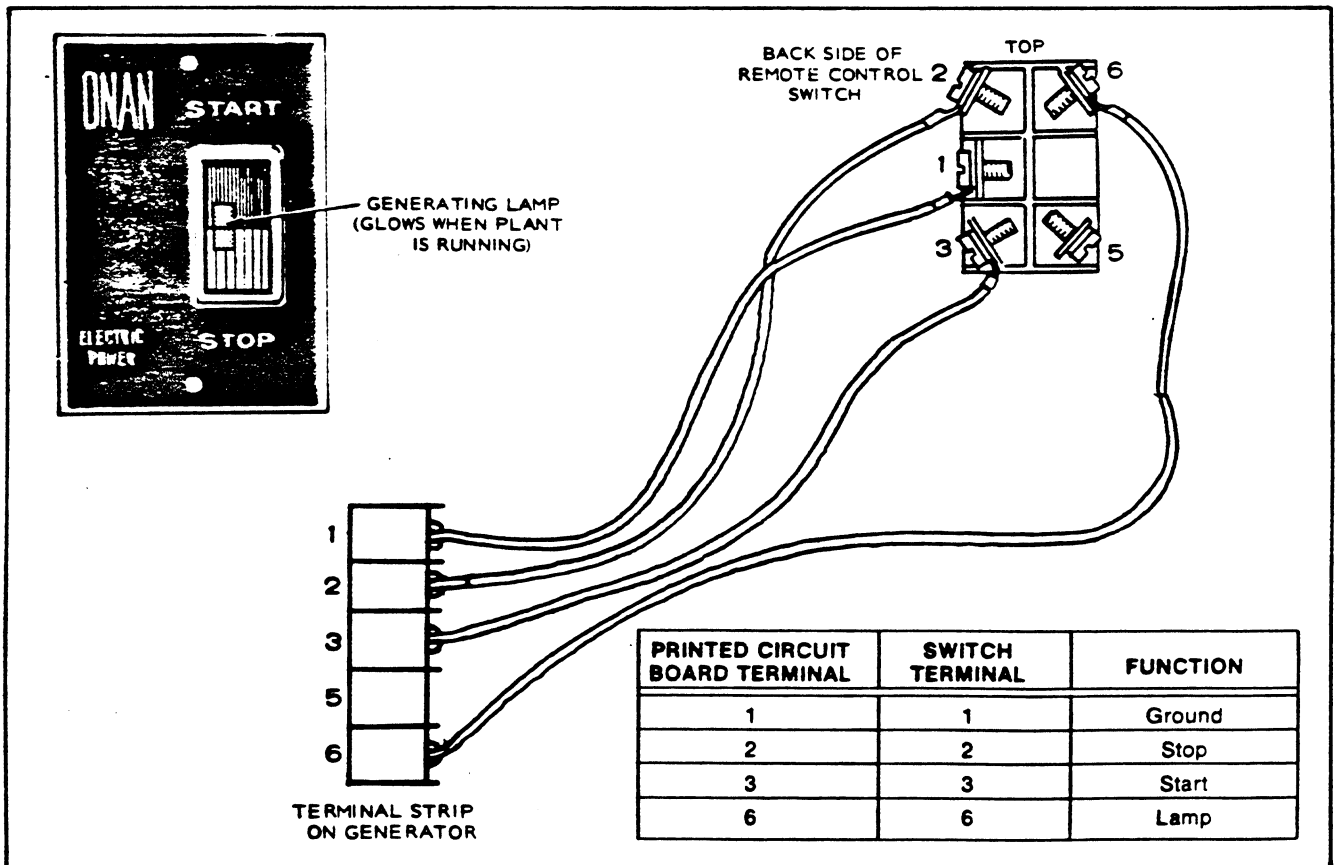 ONAN
START
STOP
ELECTRIC
POWER
GENERATING LAMP
(GLOWS WHEN PLANT
IS RUNNING)
BACK SIDE OF
REMOTE CONTROL
SWITCH
TOP
2
6
1
3
5
1
2
3
5
6
TERMINAL STRIP
ON GENERATOR
PRINTED CIRCUIT BOARD TERMINAL SWITCH TERMINAL FUNCTION
1 1 Ground
2 2 Stop
3 3 Start
6 6 Lamp